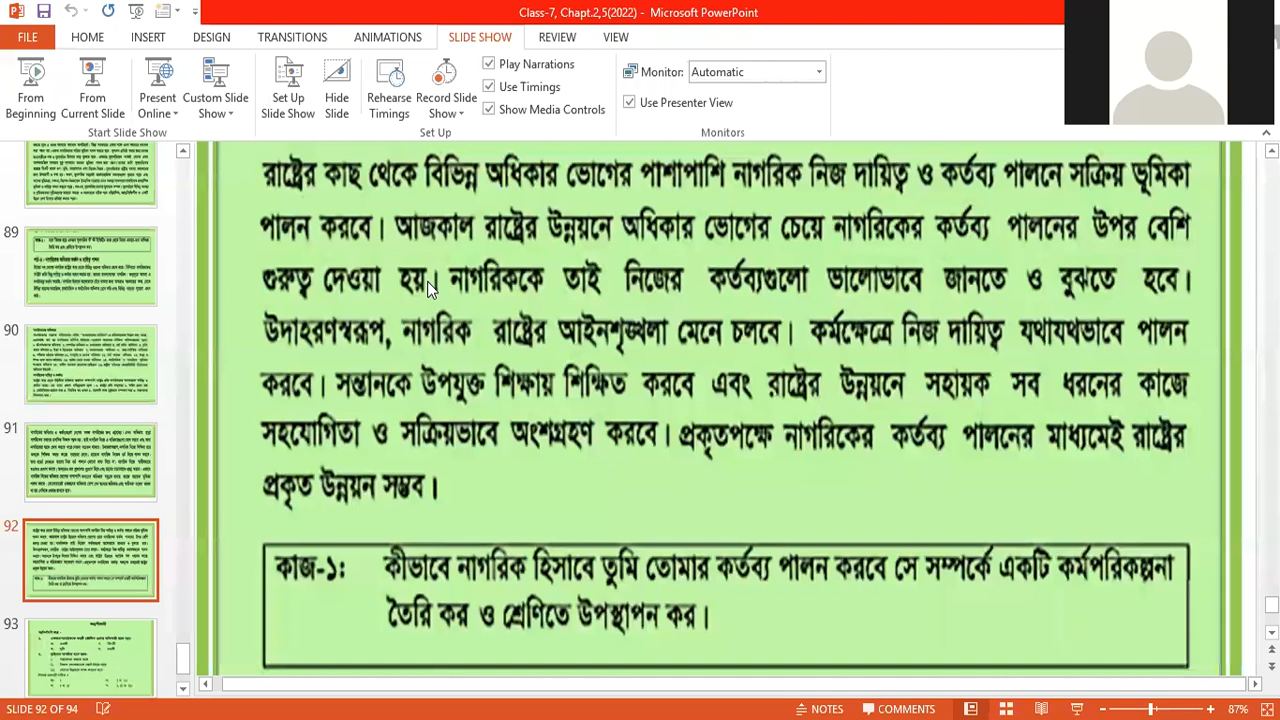 Class-7, Chapt.2,5(2022) - Microsoft PowerPoint
FILE HOME INSERT DESIGN TRANSITIONS ANIMATIONS SLIDE SHOW REVIEW VIEW
From Beginning
From Current Slide
Present Online
Custom Slide Show
Set Up Slide Show
Hide Slide
Rehearse Timings
Record Slide Show
Play Narrations
Use Timings
Show Media Controls
Monitor: Automatic
Use Presenter View
Start Slide Show
Set Up
Monitors
89
90
91
92
93
রাষ্ট্রের কাছ থেকে বিভিন্ন অধিকার ভোগের পাশাপাশি নাগরিক নিজ দায়িত্ব ও কর্তব্য পালনে সক্রিয় ভূমিকা
পালন করবে। আজকাল রাষ্ট্রের উন্নয়নে অধিকার ভোগের চেয়ে নাগরিকের কর্তব্য পালনের উপর বেশি
গুরুত্ব দেওয়া হয়। নাগরিককে তাই নিজের কর্তব্যগুলো ভালোভাবে জানতে ও বুঝতে হবে।
উদাহরণস্বরূপ, নাগরিক রাষ্ট্রের আইনশৃঙ্খলা মেনে চলবে। কর্মক্ষেত্রে নিজ দায়িত্ব যথাযথভাবে পালন
করবে। সন্তানকে উপযুক্ত শিক্ষায় শিক্ষিত করবে এবং রাষ্ট্রের উন্নয়নে সহায়ক সব ধরনের কাজে
সহযোগিতা ও সক্রিয়ভাবে অংশগ্রহণ করবে। প্রকৃতপক্ষে নাগরিকের কর্তব্য পালনের মাধ্যমেই রাষ্ট্রের
প্রকৃত উন্নয়ন সম্ভব।
কাজ-১: কীভাবে নাগরিক হিসাবে তুমি তোমার কর্তব্য পালন করবে সে সম্পর্কে একটি কর্মপরিকল্পনা
তৈরি কর ও শ্রেণিতে উপস্থাপন কর।
SLIDE 92 OF 94
NOTES COMMENTS 87%